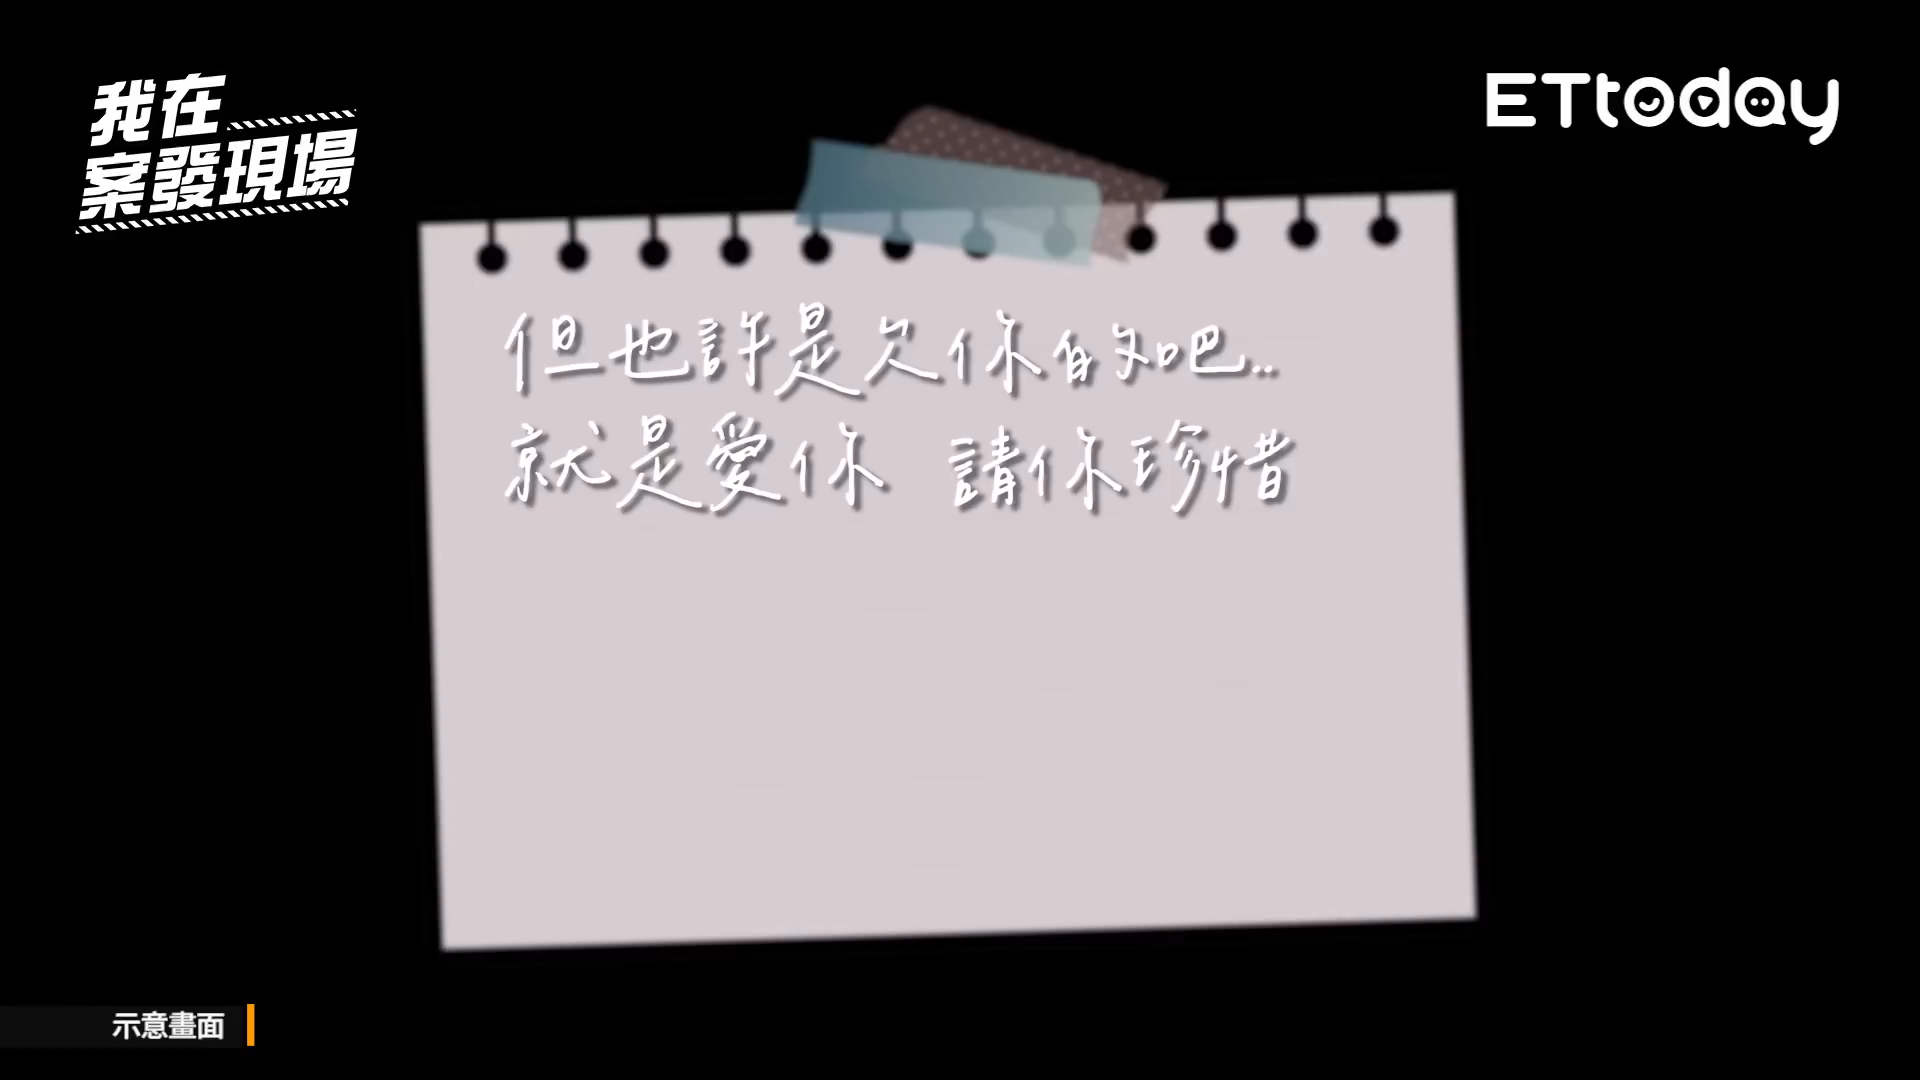 我在
案發現場
ETtoday
但也許是欠你的吧..
就是愛你 請你珍惜
示意畫面